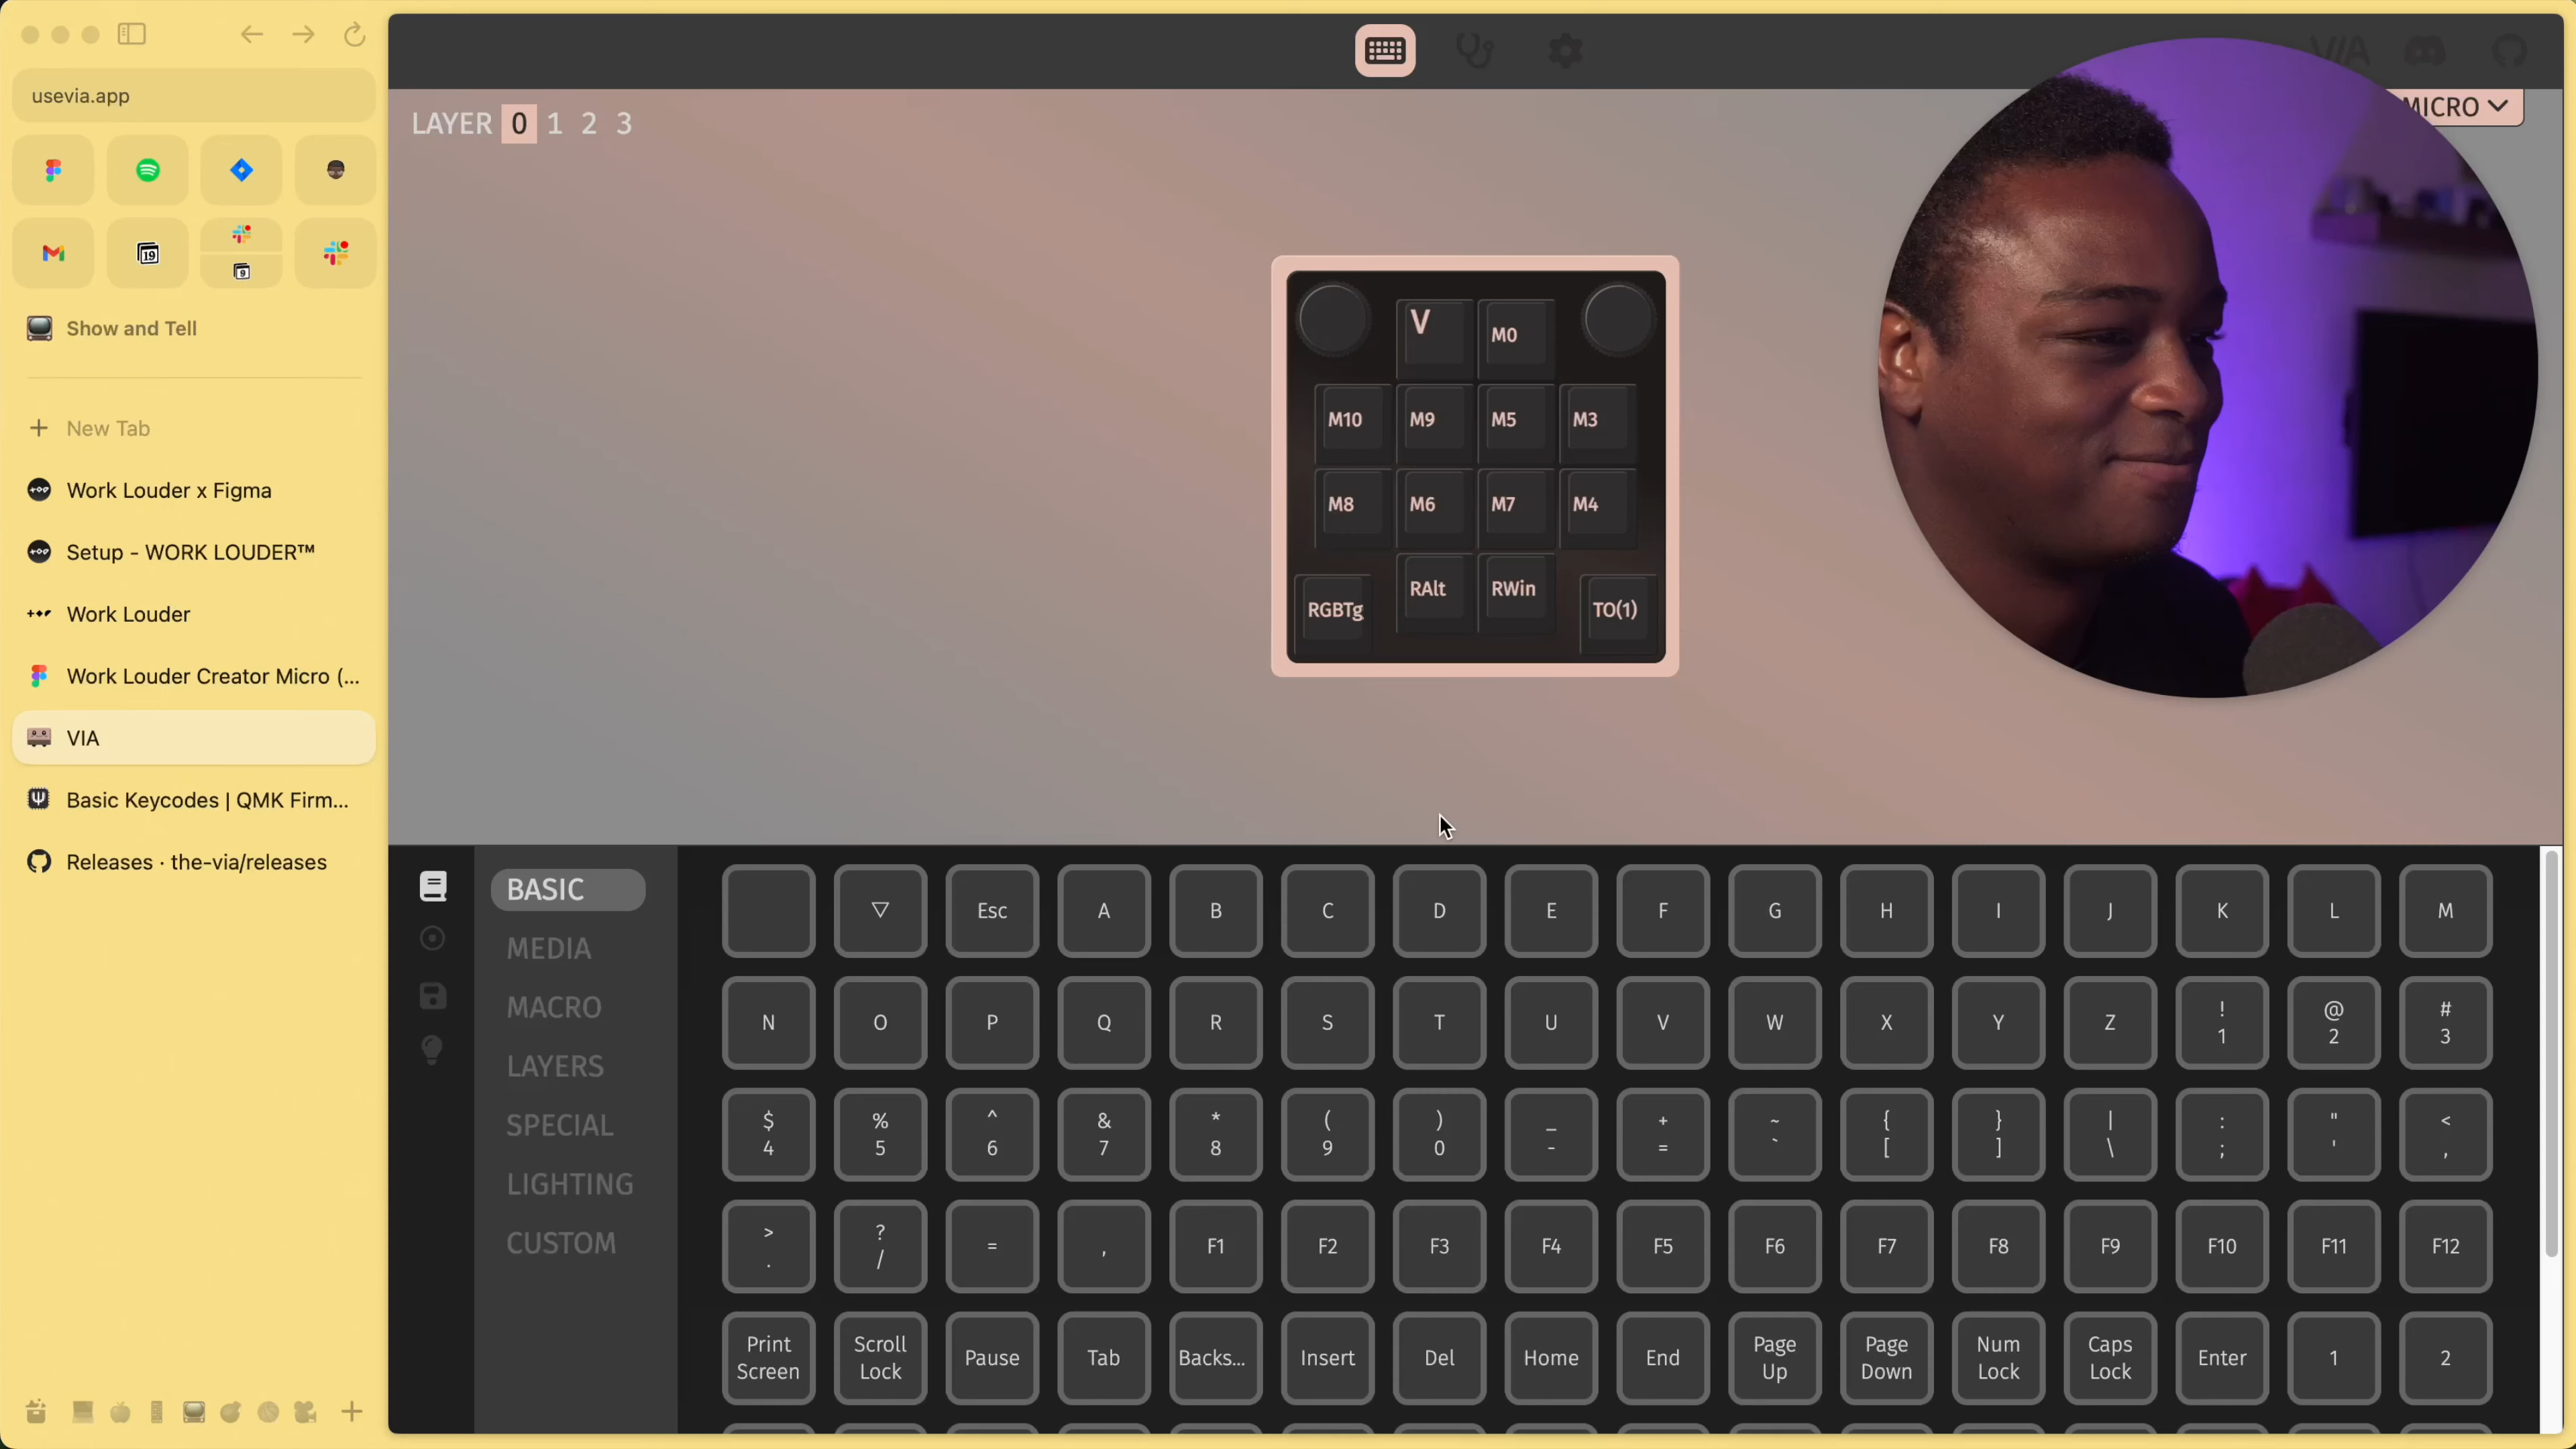 usevia.app
19
9
Show and Tell
New Tab
Work Louder x Figma
Setup - WORK LOUDER™
Work Louder
Work Louder Creator Micro (...
VIA
Basic Keycodes | QMK Firm...
Releases · the-via/releases
VIA
LAYER 0 1 2 3
MICRO
V M0
M10 M9 M5 M3
M8 M6 M7 M4
RGBTg RAlt RWin TO(1)
BASIC
MEDIA
MACRO
LAYERS
SPECIAL
LIGHTING
CUSTOM
▽ Esc A B C D E F G H I J K L M
N O P Q R S T U V W X Y Z ! @ #
1 2 3
$ % ^ & * ( ) _ + ~ { } | : " <
4 5 6 7 8 9 0 - = ` [ ] \ ; ' ,
> ? = , F1 F2 F3 F4 F5 F6 F7 F8 F9 F10 F11 F12
. /
Print Scroll Pause Tab Backs... Insert Del Home End Page Page Num Caps Enter 1 2
Screen Lock Up Down Lock Lock